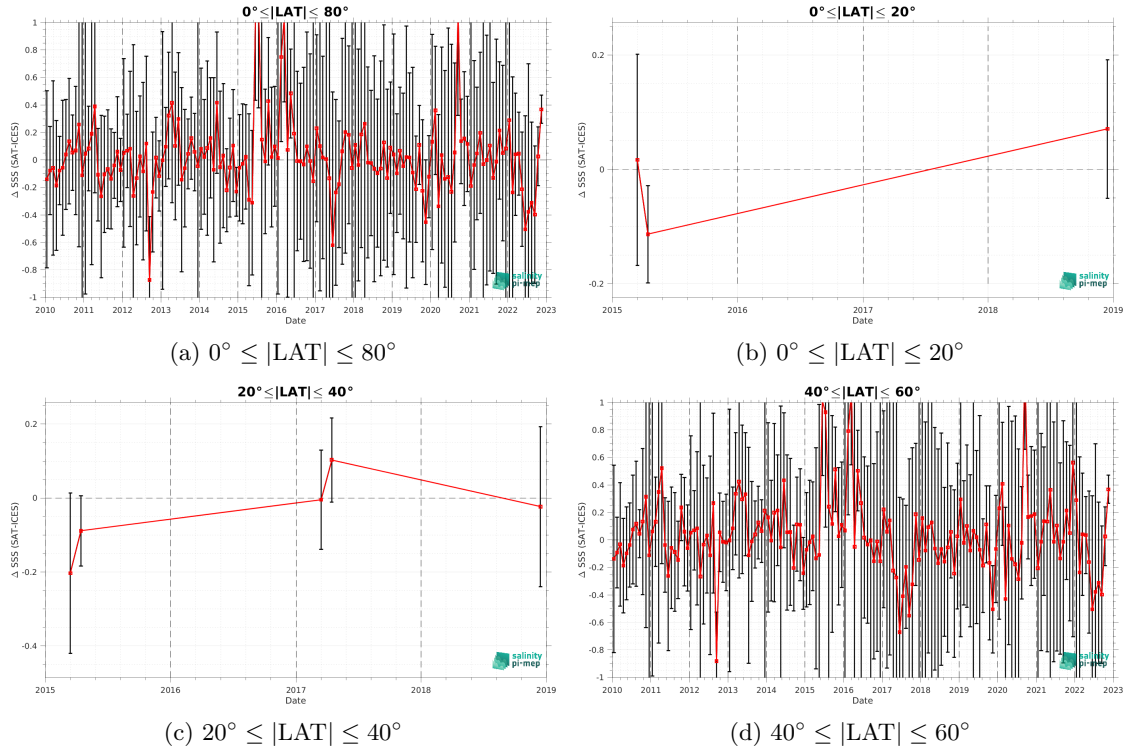 0°≤|LAT|≤ 80°
Δ SSS (SAT-ICES)
1
0.8
0.6
0.4
0.2
0
-0.2
-0.4
-0.6
-0.8
-1
2010 2011 2012 2013 2014 2015 2016 2017 2018 2019 2020 2021 2022 2023
Date
salinity
pi-mep
(a) 0° ≤ |LAT| ≤ 80°
0°≤|LAT|≤ 20°
Δ SSS (SAT-ICES)
0.2
0
-0.2
2015 2016 2017 2018 2019
Date
salinity
pi-mep
(b) 0° ≤ |LAT| ≤ 20°
20°≤|LAT|≤ 40°
Δ SSS (SAT-ICES)
0.2
0
-0.2
-0.4
2015 2016 2017 2018 2019
Date
salinity
pi-mep
(c) 20° ≤ |LAT| ≤ 40°
40°≤|LAT|≤ 60°
Δ SSS (SAT-ICES)
1
0.8
0.6
0.4
0.2
0
-0.2
-0.4
-0.6
-0.8
-1
2010 2011 2012 2013 2014 2015 2016 2017 2018 2019 2020 2021 2022 2023
Date
salinity
pi-mep
(d) 40° ≤ |LAT| ≤ 60°